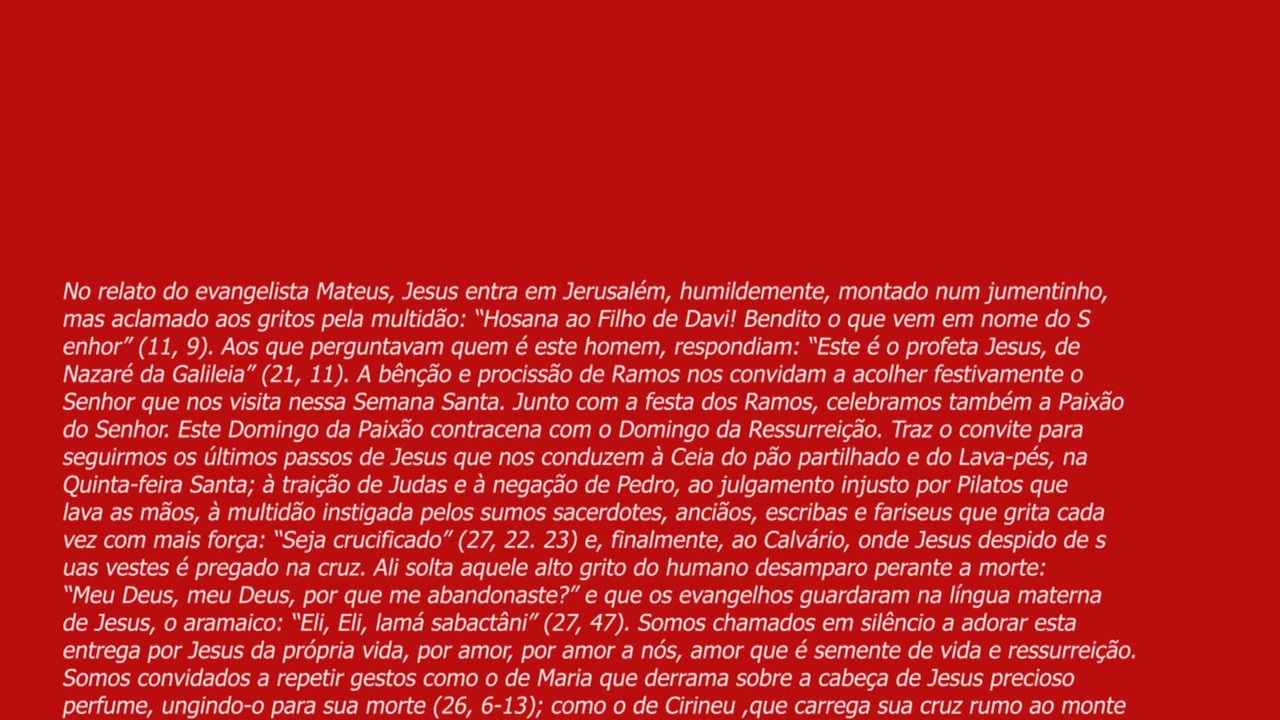 No relato do evangelista Mateus, Jesus entra em Jerusalém, humildemente, montado num jumentinho,
mas aclamado aos gritos pela multidão: “Hosana ao Filho de Davi! Bendito o que vem em nome do S
enhor” (11, 9). Aos que perguntavam quem é este homem, respondiam: “Este é o profeta Jesus, de
Nazaré da Galileia” (21, 11). A bênção e procissão de Ramos nos convidam a acolher festivamente o
Senhor que nos visita nessa Semana Santa. Junto com a festa dos Ramos, celebramos também a Paixão
do Senhor. Este Domingo da Paixão contracena com o Domingo da Ressurreição. Traz o convite para
seguirmos os últimos passos de Jesus que nos conduzem à Ceia do pão partilhado e do Lava-pés, na
Quinta-feira Santa; à traição de Judas e à negação de Pedro, ao julgamento injusto por Pilatos que
lava as mãos, à multidão instigada pelos sumos sacerdotes, anciãos, escribas e fariseus que grita cada
vez com mais força: “Seja crucificado” (27, 22. 23) e, finalmente, ao Calvário, onde Jesus despido de s
uas vestes é pregado na cruz. Ali solta aquele alto grito do humano desamparo perante a morte:
“Meu Deus, meu Deus, por que me abandonaste?” e que os evangelhos guardaram na língua materna
de Jesus, o aramaico: “Eli, Eli, lamá sabactâni” (27, 47). Somos chamados em silêncio a adorar esta
entrega por Jesus da própria vida, por amor, por amor a nós, amor que é semente de vida e ressurreição.
Somos convidados a repetir gestos como o de Maria que derrama sobre a cabeça de Jesus precioso
perfume, ungindo-o para sua morte (26, 6-13); como o de Cirineu ,que carrega sua cruz rumo ao monte